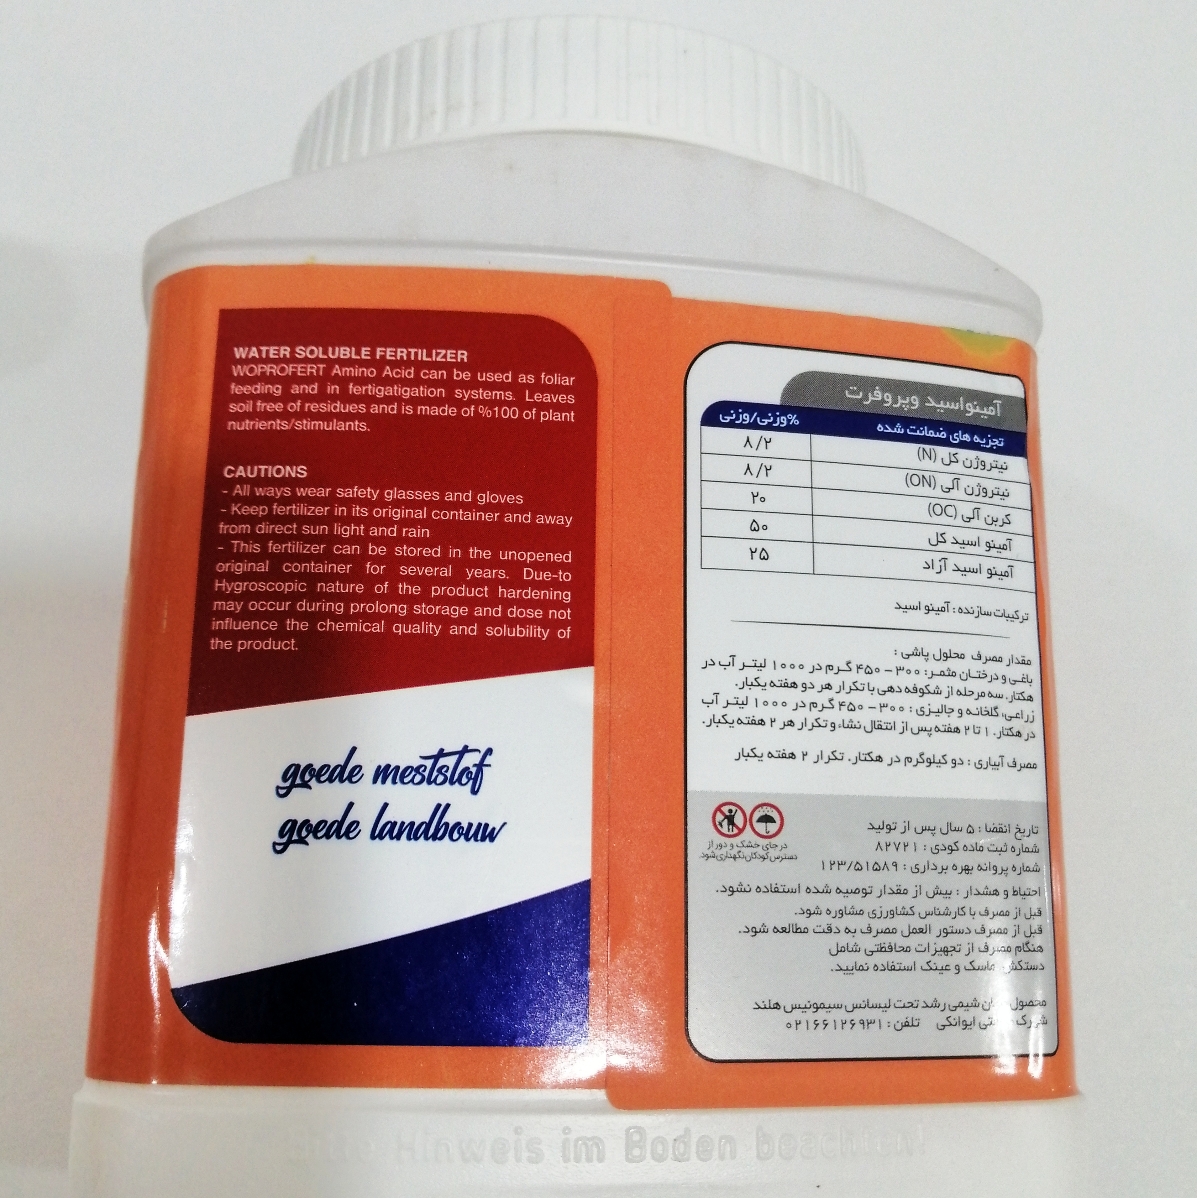 WATER SOLUBLE FERTILIZER
WOPROFERT Amino Acid can be used as foliar
feeding and in fertigatigation systems. Leaves
soil free of residues and is made of %100 of plant
nutrients/stimulants.
CAUTIONS
- All ways wear safety glasses and gloves
- Keep fertilizer in its original container and away
from direct sun light and rain
- This fertilizer can be stored in the unopened
original container for several years. Due-to
Hygroscopic nature of the product hardening
may occur during prolong storage and dose not
influence the chemical quality and solubility of
the product.
goede meststof
goede landbouw
آمینواسید وپروفرت
تجزیه های ضمانت شده %وزنی/وزنی
نیتروژن کل (N) ۸/۲
نیتروژن آلی (ON) ۸/۲
کربن آلی (OC) ۲۰
آمینو اسید کل ۵۰
آمینو اسید آزاد ۲۵
ترکیبات سازنده : آمینو اسید
مقدار مصرف محلول پاشی :
باغی و درختان مثمر: ۳۰۰ – ۴۵۰ گرم در ۱۰۰۰ لیتر آب در
هکتار. سه مرحله از شکوفه دهی با تکرار هر دو هفته یکبار.
زراعی، گلخانه و جالیزی : ۳۰۰ – ۴۵۰ گرم در ۱۰۰۰ لیتر آب
در هکتار. ۱ تا ۲ هفته پس از انتقال نشاء و تکرار هر ۲ هفته یکبار.
مصرف آبیاری : دو کیلوگرم در هکتار. تکرار ۲ هفته یکبار
تاریخ انقضا : ۵ سال پس از تولید
شماره ثبت ماده کودی : ۸۲۷۲۱
شماره پروانه بهره برداری : ۱۲۳/۵۱۵۸۹
در جای خشک و دور از
دسترس کودکان نگهداری شود
احتیاط و هشدار : بیش از مقدار توصیه شده استفاده نشود.
قبل از مصرف با کارشناس کشاورزی مشاوره شود.
قبل از مصرف دستور العمل مصرف به دقت مطالعه شود.
هنگام مصرف از تجهیزات محافظتی شامل
دستکش، ماسک و عینک استفاده نمایید.
محصول شیمی رشد تحت لیسانس سیمونیس هلند
ایوانکی تلفن : ۰۲۱۶۶۱۲۶۹۳۱
Hinweis im Boden beachten!